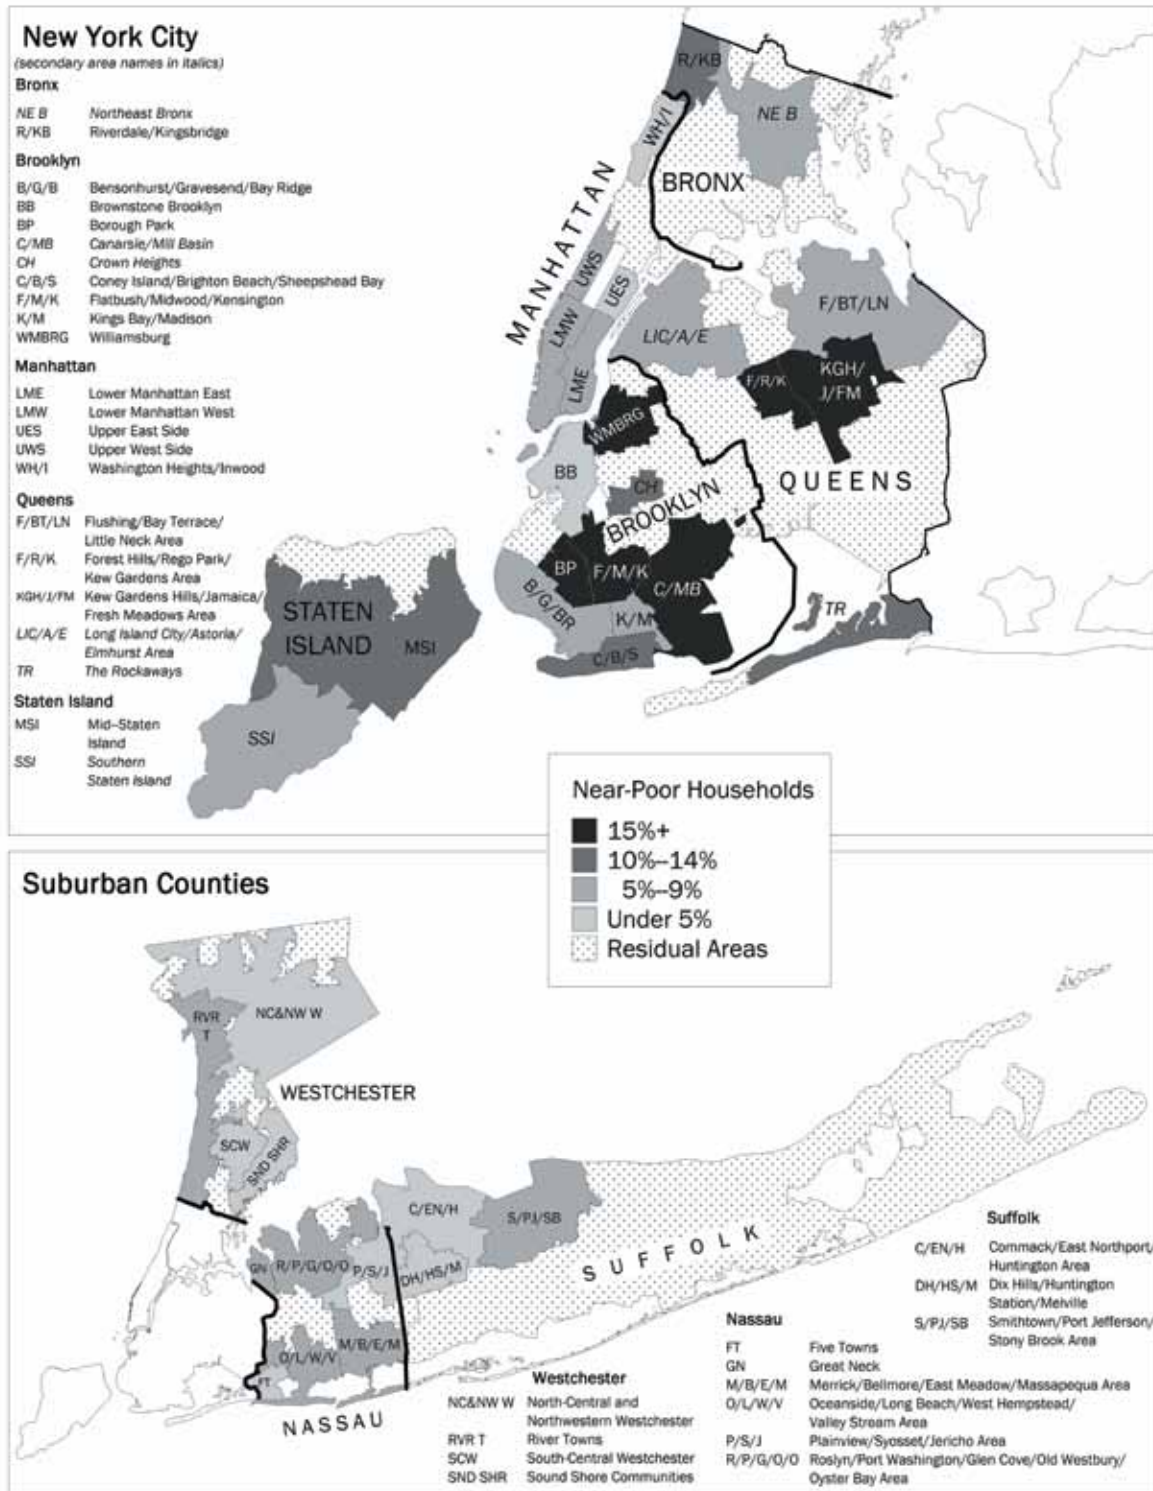 New York City
(secondary area names in italics)
Bronx
NE B Northeast Bronx
R/KB Riverdale/Kingsbridge
Brooklyn
B/G/B Bensonhurst/Gravesend/Bay Ridge
BB Brownstone Brooklyn
BP Borough Park
C/MB Canarsie/Mill Basin
CH Crown Heights
C/B/S Coney Island/Brighton Beach/Sheepshead Bay
F/M/K Flatbush/Midwood/Kensington
K/M Kings Bay/Madison
WMBRG Williamsburg
Manhattan
LME Lower Manhattan East
LMW Lower Manhattan West
UES Upper East Side
UWS Upper West Side
WH/I Washington Heights/Inwood
Queens
F/BT/LN Flushing/Bay Terrace/
Little Neck Area
F/R/K Forest Hills/Rego Park/
Kew Gardens Area
KGH/J/FM Kew Gardens Hills/Jamaica/
Fresh Meadows Area
LIC/A/E Long Island City/Astoria/
Elmhurst Area
TR The Rockaways
Staten Island
MSI Mid–Staten
Island
SSI Southern
Staten Island
R/KB
NE B
WH/I
BRONX
MANHATTAN
UWS
UES
LMW
LME
LIC/A/E
F/BT/LN
F/R/K
KGH/
J/FM
WMBRG
BB
CH
QUEENS
BROOKLYN
BP
F/M/K
C/MB
B/G/BR
K/M
C/B/S
TR
STATEN
ISLAND
MSI
SSI
Near-Poor Households
15%+
10%–14%
5%–9%
Under 5%
Residual Areas
Suburban Counties
RVR
T
NC&NW W
WESTCHESTER
SCW
SND SHR
C/EN/H
S/PJ/SB
GN
R/P/G/O/O
P/S/J
DH/HS/M
SUFFOLK
M/B/E/M
O/L/W/V
FT
NASSAU
Suffolk
C/EN/H Commack/East Northport/
Huntington Area
DH/HS/M Dix Hills/Huntington
Station/Melville
S/PJ/SB Smithtown/Port Jefferson/
Stony Brook Area
Nassau
FT Five Towns
GN Great Neck
M/B/E/M Merrick/Bellmore/East Meadow/Massapequa Area
O/L/W/V Oceanside/Long Beach/West Hempstead/
Valley Stream Area
P/S/J Plainview/Syosset/Jericho Area
R/P/G/O/O Roslyn/Port Washington/Glen Cove/Old Westbury/
Oyster Bay Area
Westchester
NC&NW W North-Central and
Northwestern Westchester
RVR T River Towns
SCW South-Central Westchester
SND SHR Sound Shore Communities